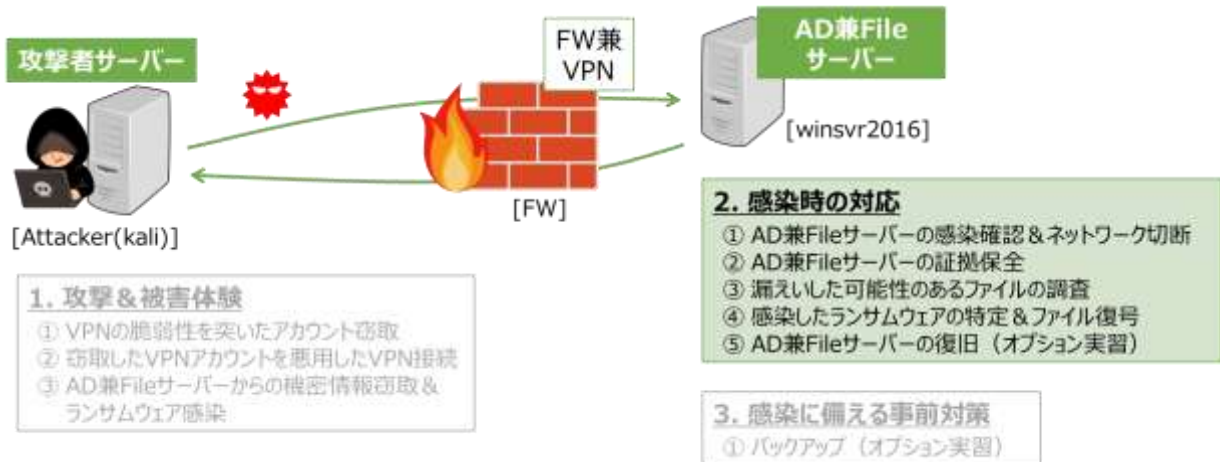 攻撃者サーバー
[Attacker(kali)]
FW兼
VPN
[FW]
AD兼File
サーバー
[winsvr2016]
1. 攻撃&被害体験
① VPNの脆弱性を突いたアカウント窃取
② 窃取したVPNアカウントを悪用したVPN接続
③ AD兼Fileサーバーからの機密情報窃取&
ランサムウェア感染
2. 感染時の対応
① AD兼Fileサーバーの感染確認&ネットワーク切断
② AD兼Fileサーバーの証拠保全
③ 漏えいした可能性のあるファイルの調査
④ 感染したランサムウェアの特定&ファイル復号
⑤ AD兼Fileサーバーの復旧（オプション実習）
3. 感染に備える事前対策
① バックアップ（オプション実習）